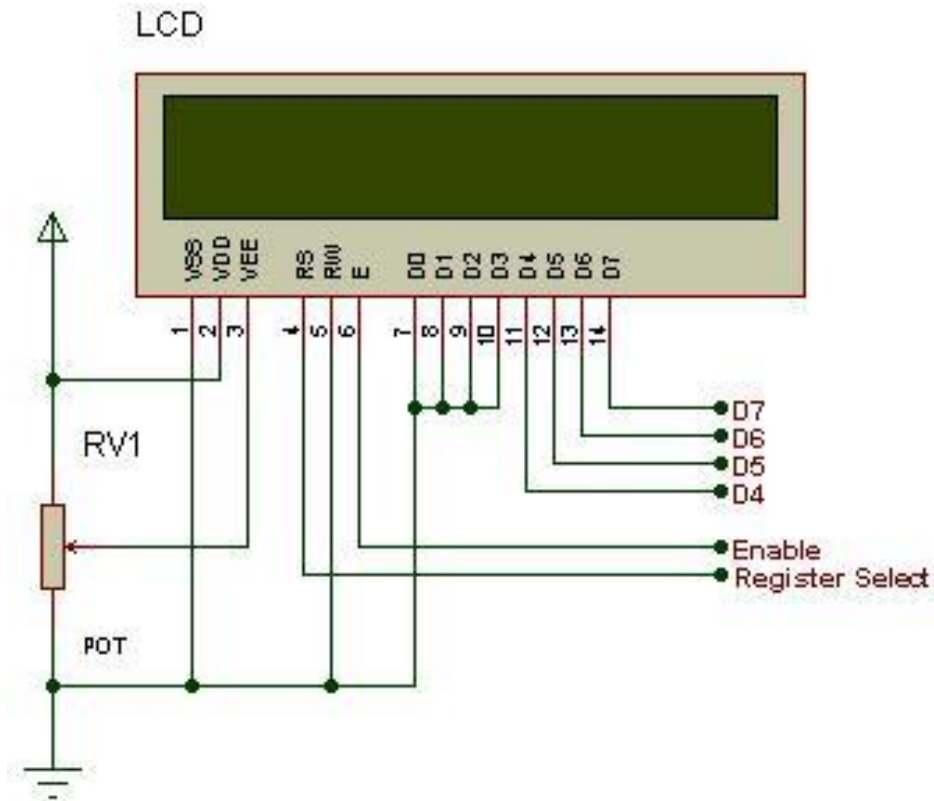 LCD
VSS
VDD
VEE
RS
RW
E
D0
D1
D2
D3
D4
D5
D6
D7
1
2
3
4
5
6
7
8
9
10
11
12
13
14
D7
RV1
D6
D5
D4
Enable
Register Select
POT